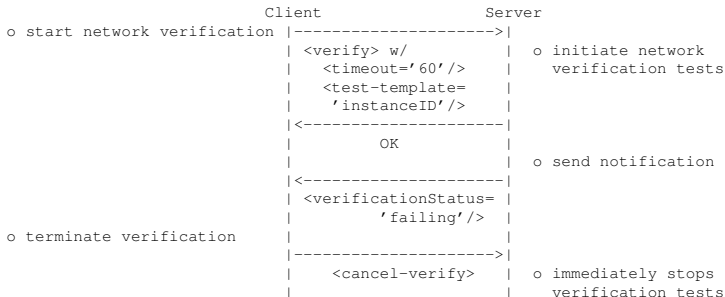 Client Server
o start network verification |--------------------->|
| <verify> w/ | o initiate network
| <timeout='60'/> | verification tests
| <test-template= |
| 'instanceID'/> |
|<---------------------|
| OK |
| | o send notification
|<---------------------|
| <verificationStatus= |
| 'failing'/> |
o terminate verification | |
|--------------------->|
| <cancel-verify> | o immediately stops
| | verification tests